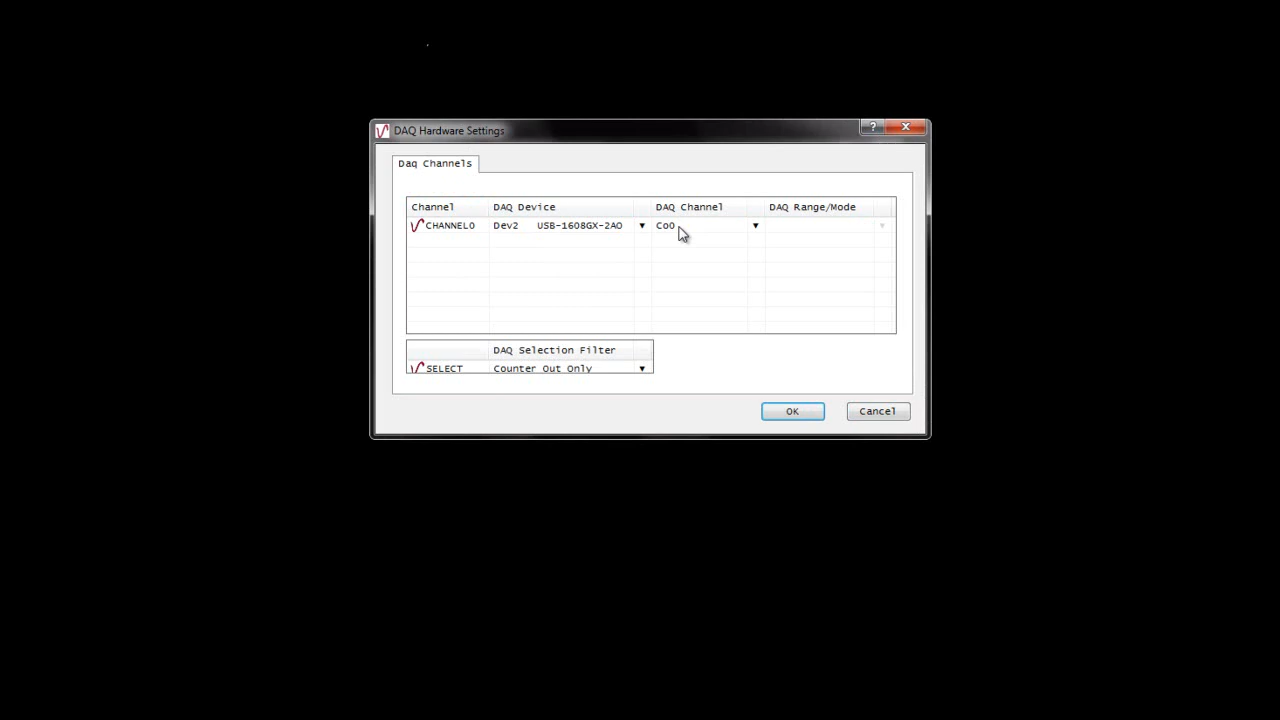 DAQ Hardware Settings
?
Daq Channels
Channel DAQ Device DAQ Channel DAQ Range/Mode
CHANNEL0 Dev2 USB-1608GX-2AO Co0
DAQ Selection Filter
SELECT Counter Out Only
OK Cancel